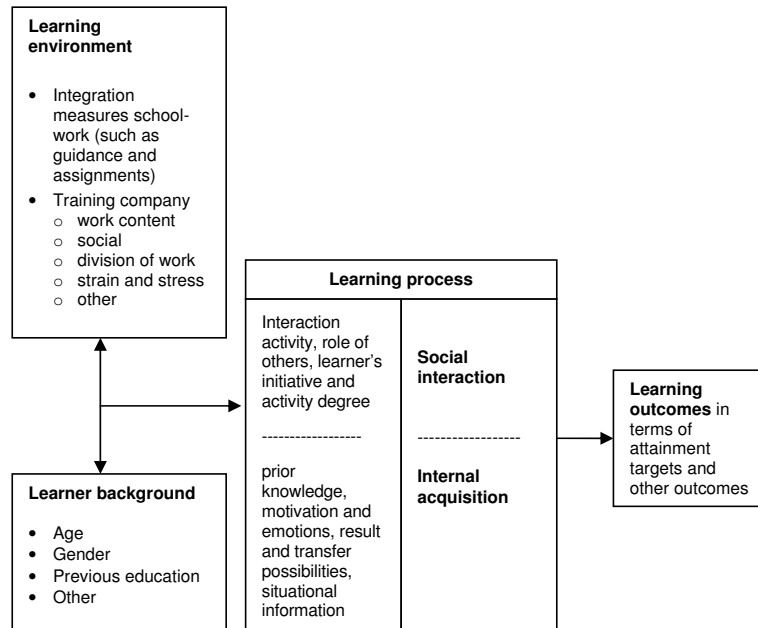 Learning
environment
• Integration
measures school-
work (such as
guidance and
assignments)
• Training company
o work content
o social
o division of work
o strain and stress
o other
Learner background
• Age
• Gender
• Previous education
• Other
Learning process
Interaction
activity, role of
others, learner's
initiative and
activity degree
------------------
prior
knowledge,
motivation and
emotions, result
and transfer
possibilities,
situational
information
Social
interaction
------------------
Internal
acquisition
Learning
outcomes in
terms of
attainment
targets and
other outcomes